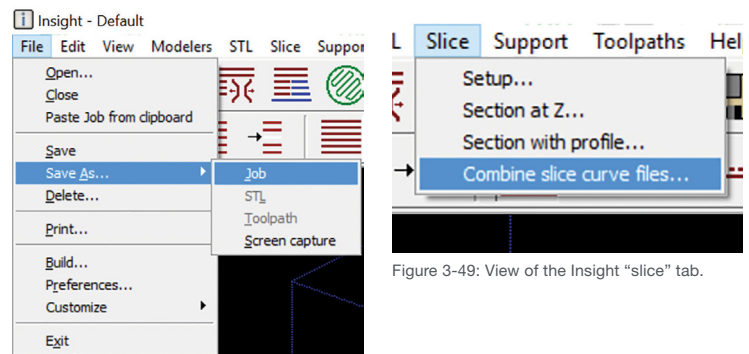 Insight - Default
File Edit View Modelers STL Slice Suppor
Open...
Close
Paste Job from clipboard
Save
Save As...
Delete...
Print...
Build...
Preferences...
Customize
Exit
Job
STL
Toolpath
Screen capture
L Slice Support Toolpaths Hel
Setup...
Section at Z...
Section with profile...
Combine slice curve files...
Figure 3-49: View of the Insight “slice” tab.